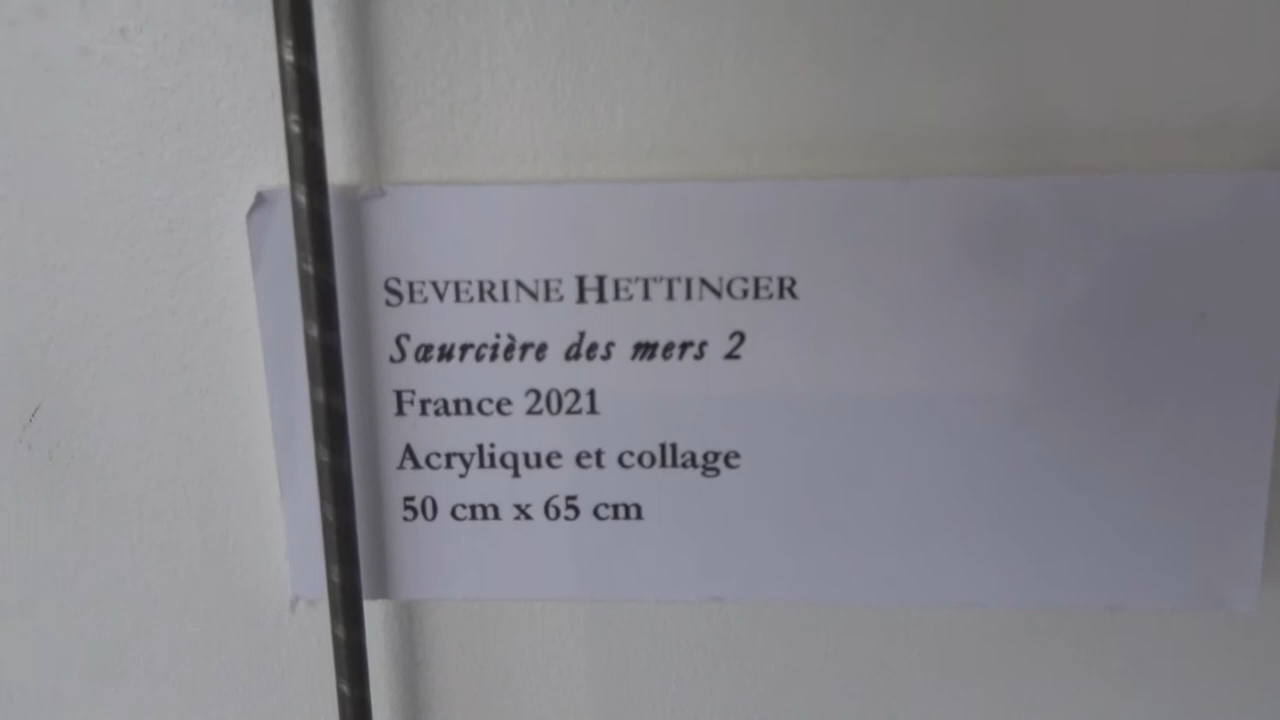 SEVERINE HETTINGER
Sœurcière des mers 2
France 2021
Acrylique et collage
50 cm x 65 cm